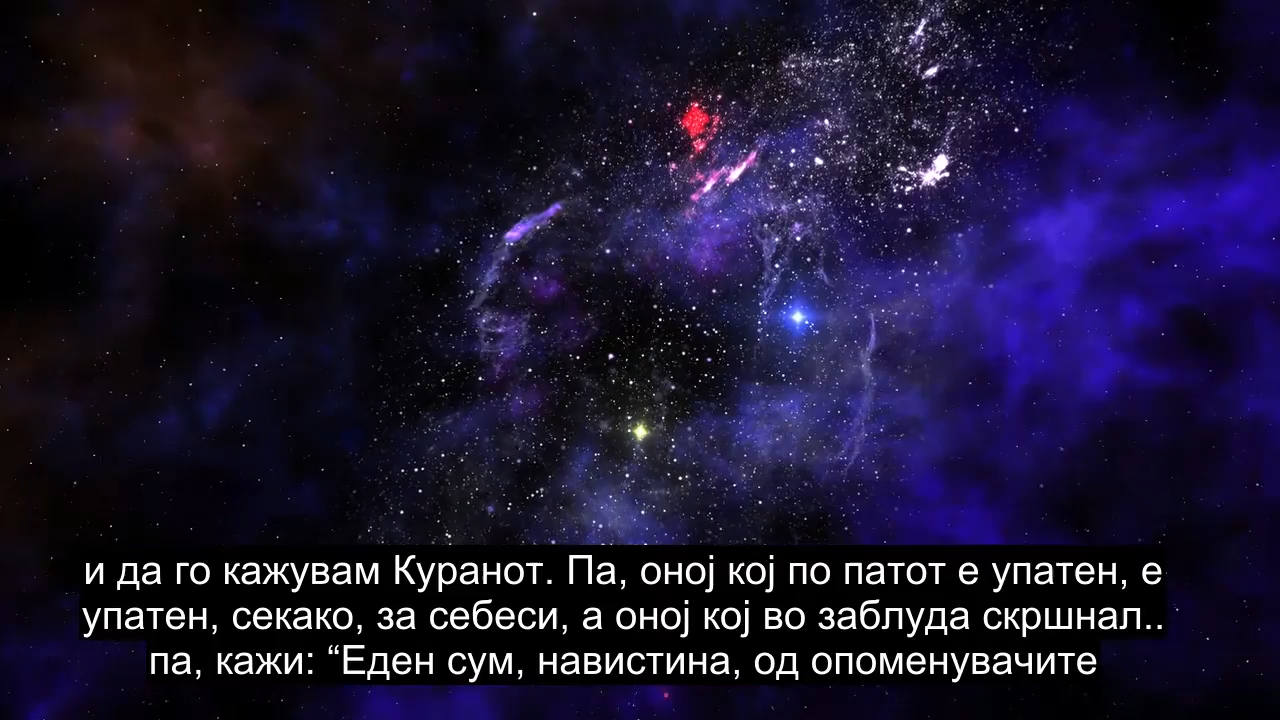 и да го кажувам Куранот. Па, оној кој по патот е упатен, е
упатен, секако, за себеси, а оној кој во заблуда скршнал..
па, кажи: “Еден сум, навистина, од опоменувачите